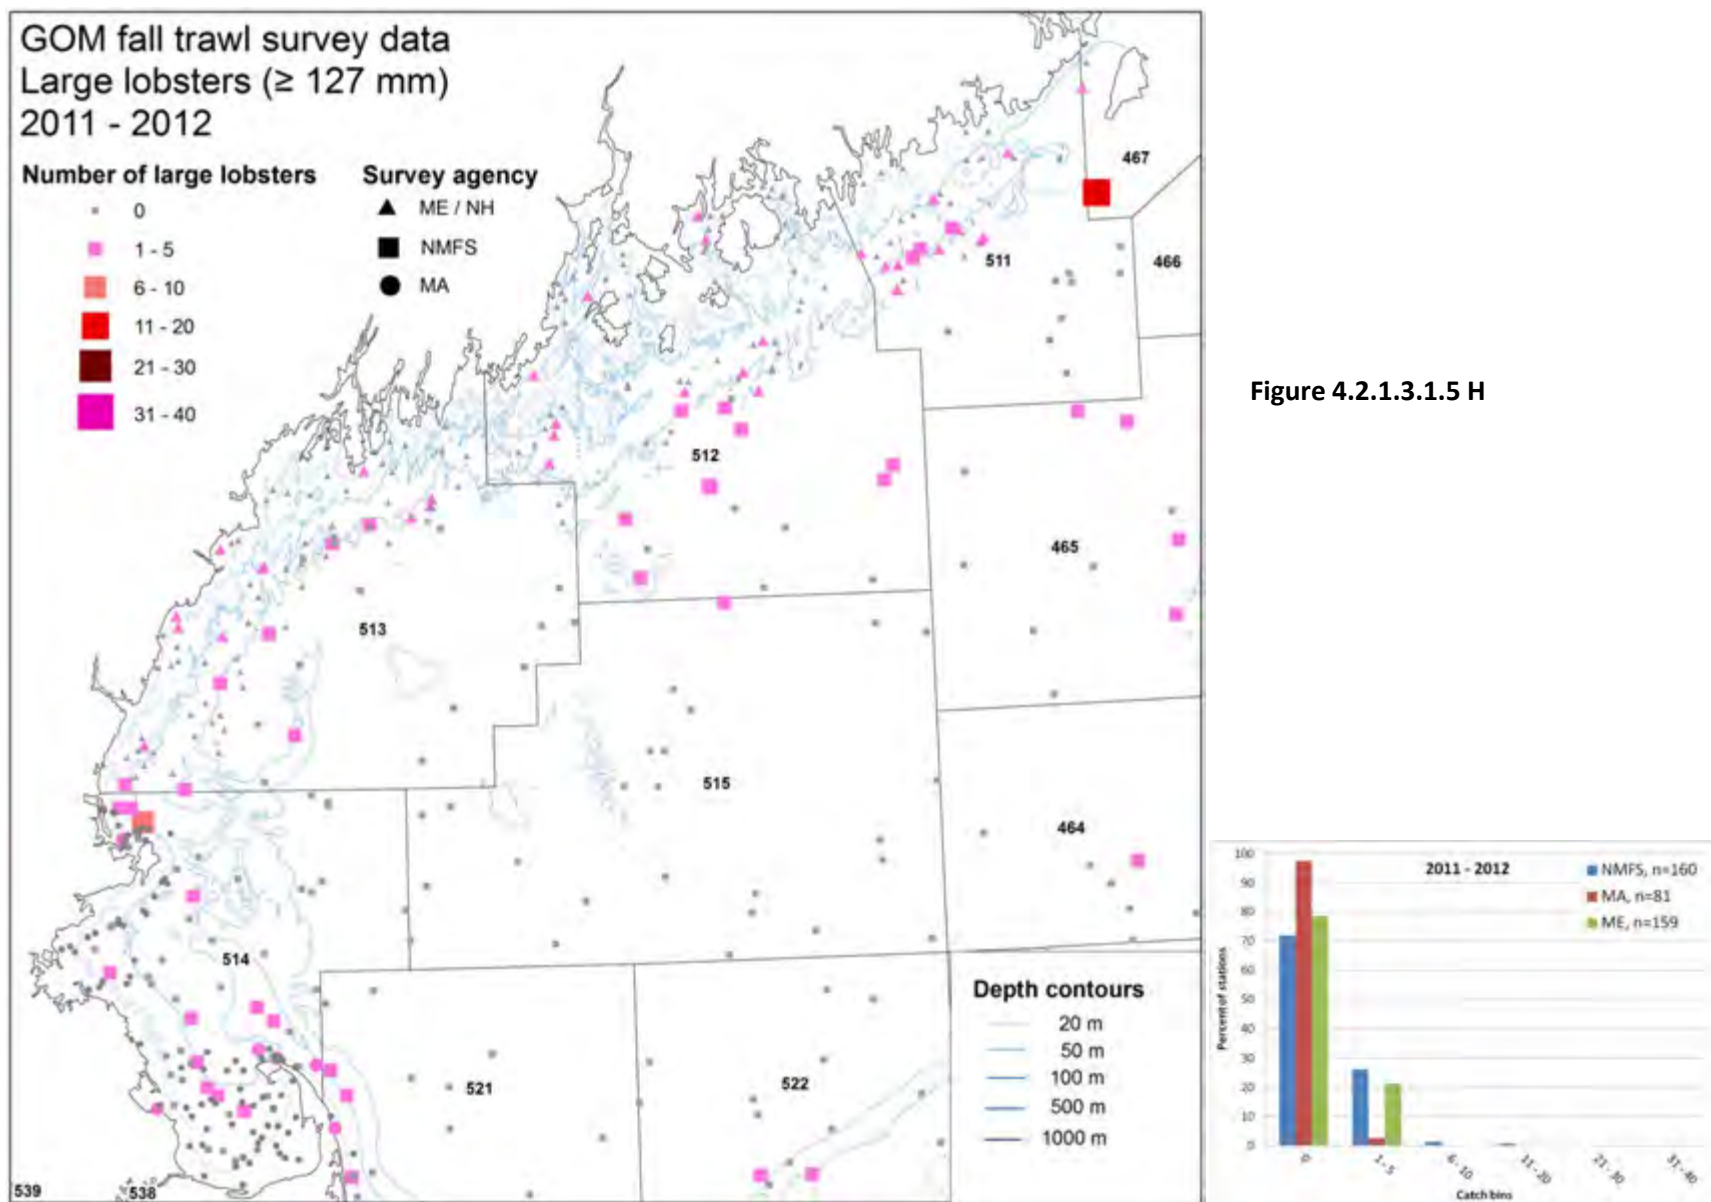 GOM fall trawl survey data
Large lobsters (≥ 127 mm)
2011 - 2012
Number of large lobsters
0
1 - 5
6 - 10
11 - 20
21 - 30
31 - 40
Survey agency
ME / NH
NMFS
MA
467
466
511
512
465
513
515
464
514
521
522
539
538
Depth contours
20 m
50 m
100 m
500 m
1000 m
Figure 4.2.1.3.1.5 H
2011 - 2012
NMFS, n=160
MA, n=81
ME, n=159
Percent of stations
100
90
80
70
60
50
40
30
20
10
0
0
1 - 5
6 - 10
11 - 20
21 - 30
31 - 40
Catch bins